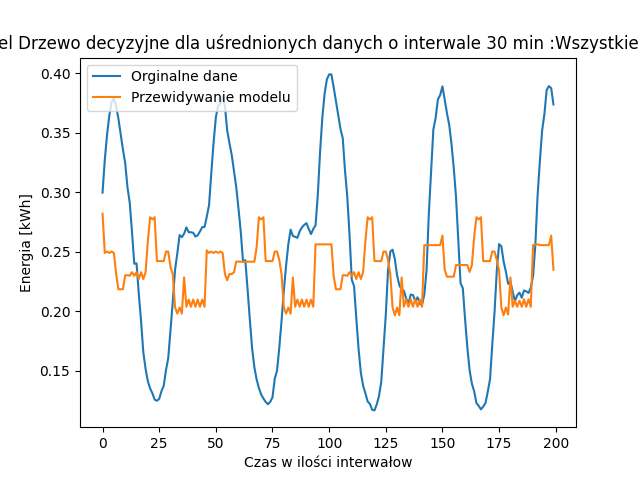 el Drzewo decyzyjne dla uśrednionych danych o interwale 30 min :Wszystkie
Orginalne dane
Przewidywanie modelu
Energia [kWh]
0.40
0.35
0.30
0.25
0.20
0.15
0 25 50 75 100 125 150 175 200
Czas w ilości interwałow